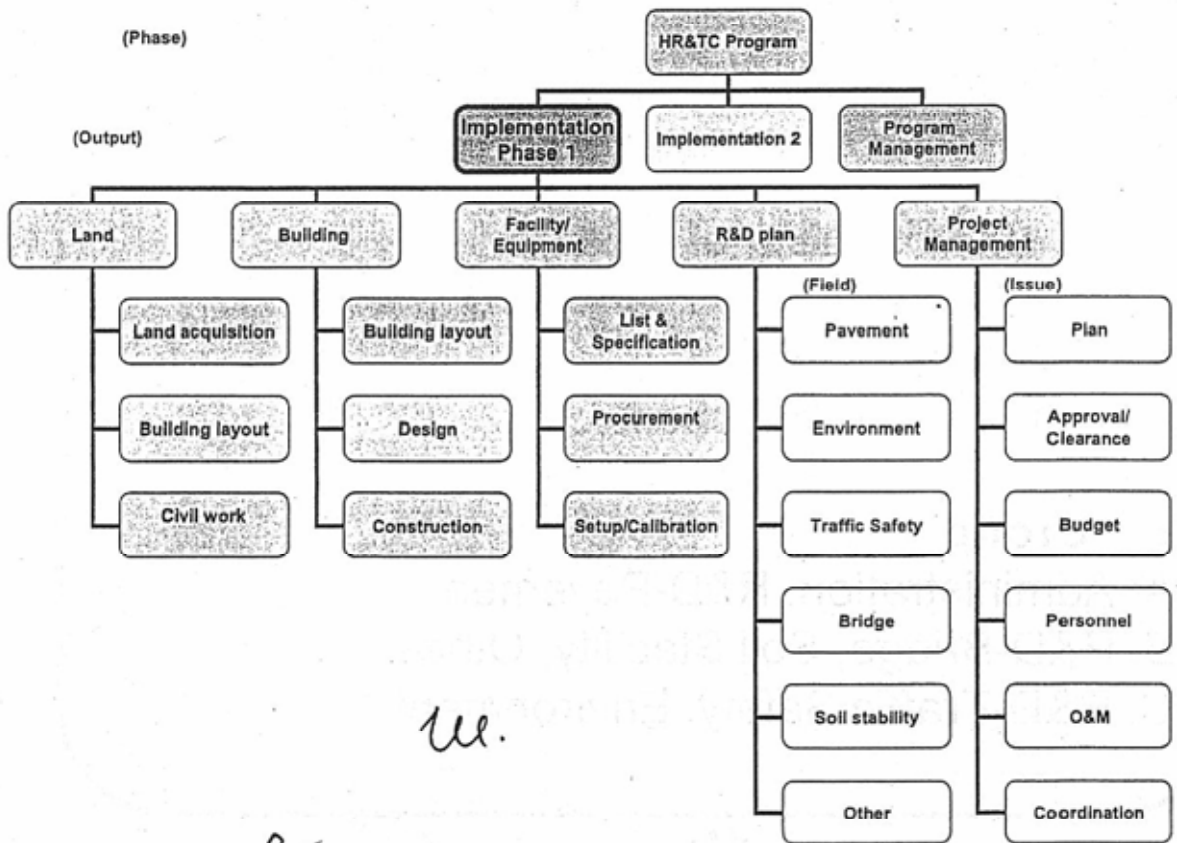 (Phase)
HR&TC Program
(Output)
Implementation
Phase 1
Implementation 2
Program
Management
Land
Building
Facility/
Equipment
R&D plan
Project
Management
(Field)
(Issue)
Land acquisition
Building layout
List &
Specification
Pavement
Plan
Building layout
Design
Procurement
Environment
Approval/
Clearance
Civil work
Construction
Setup/Calibration
Traffic Safety
Budget
Bridge
Personnel
Soil stability
O&M
Other
Coordination